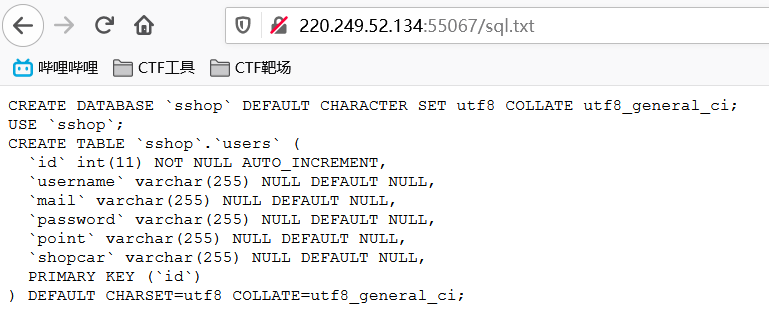 220.249.52.134:55067/sql.txt
哔哩哔哩 CTF工具 CTF靶场
CREATE DATABASE `sshop` DEFAULT CHARACTER SET utf8 COLLATE utf8_general_ci;
USE `sshop`;
CREATE TABLE `sshop`.`users` (
  `id` int(11) NOT NULL AUTO_INCREMENT,
  `username` varchar(255) NULL DEFAULT NULL,
  `mail` varchar(255) NULL DEFAULT NULL,
  `password` varchar(255) NULL DEFAULT NULL,
  `point` varchar(255) NULL DEFAULT NULL,
  `shopcar` varchar(255) NULL DEFAULT NULL,
  PRIMARY KEY (`id`)
) DEFAULT CHARSET=utf8 COLLATE=utf8_general_ci;